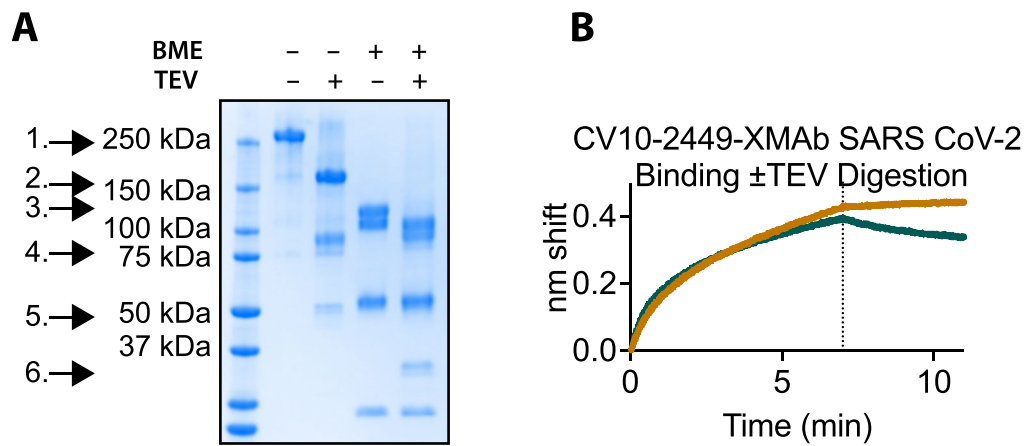 A
BME – – + +
TEV – + – +
1. 250 kDa
2. 150 kDa
3. 100 kDa
4. 75 kDa
5. 50 kDa
37 kDa
6.
B
CV10-2449-XMAb SARS CoV-2
Binding ±TEV Digestion
nm shift
0.4
0.2
0.0
0 5 10
Time (min)